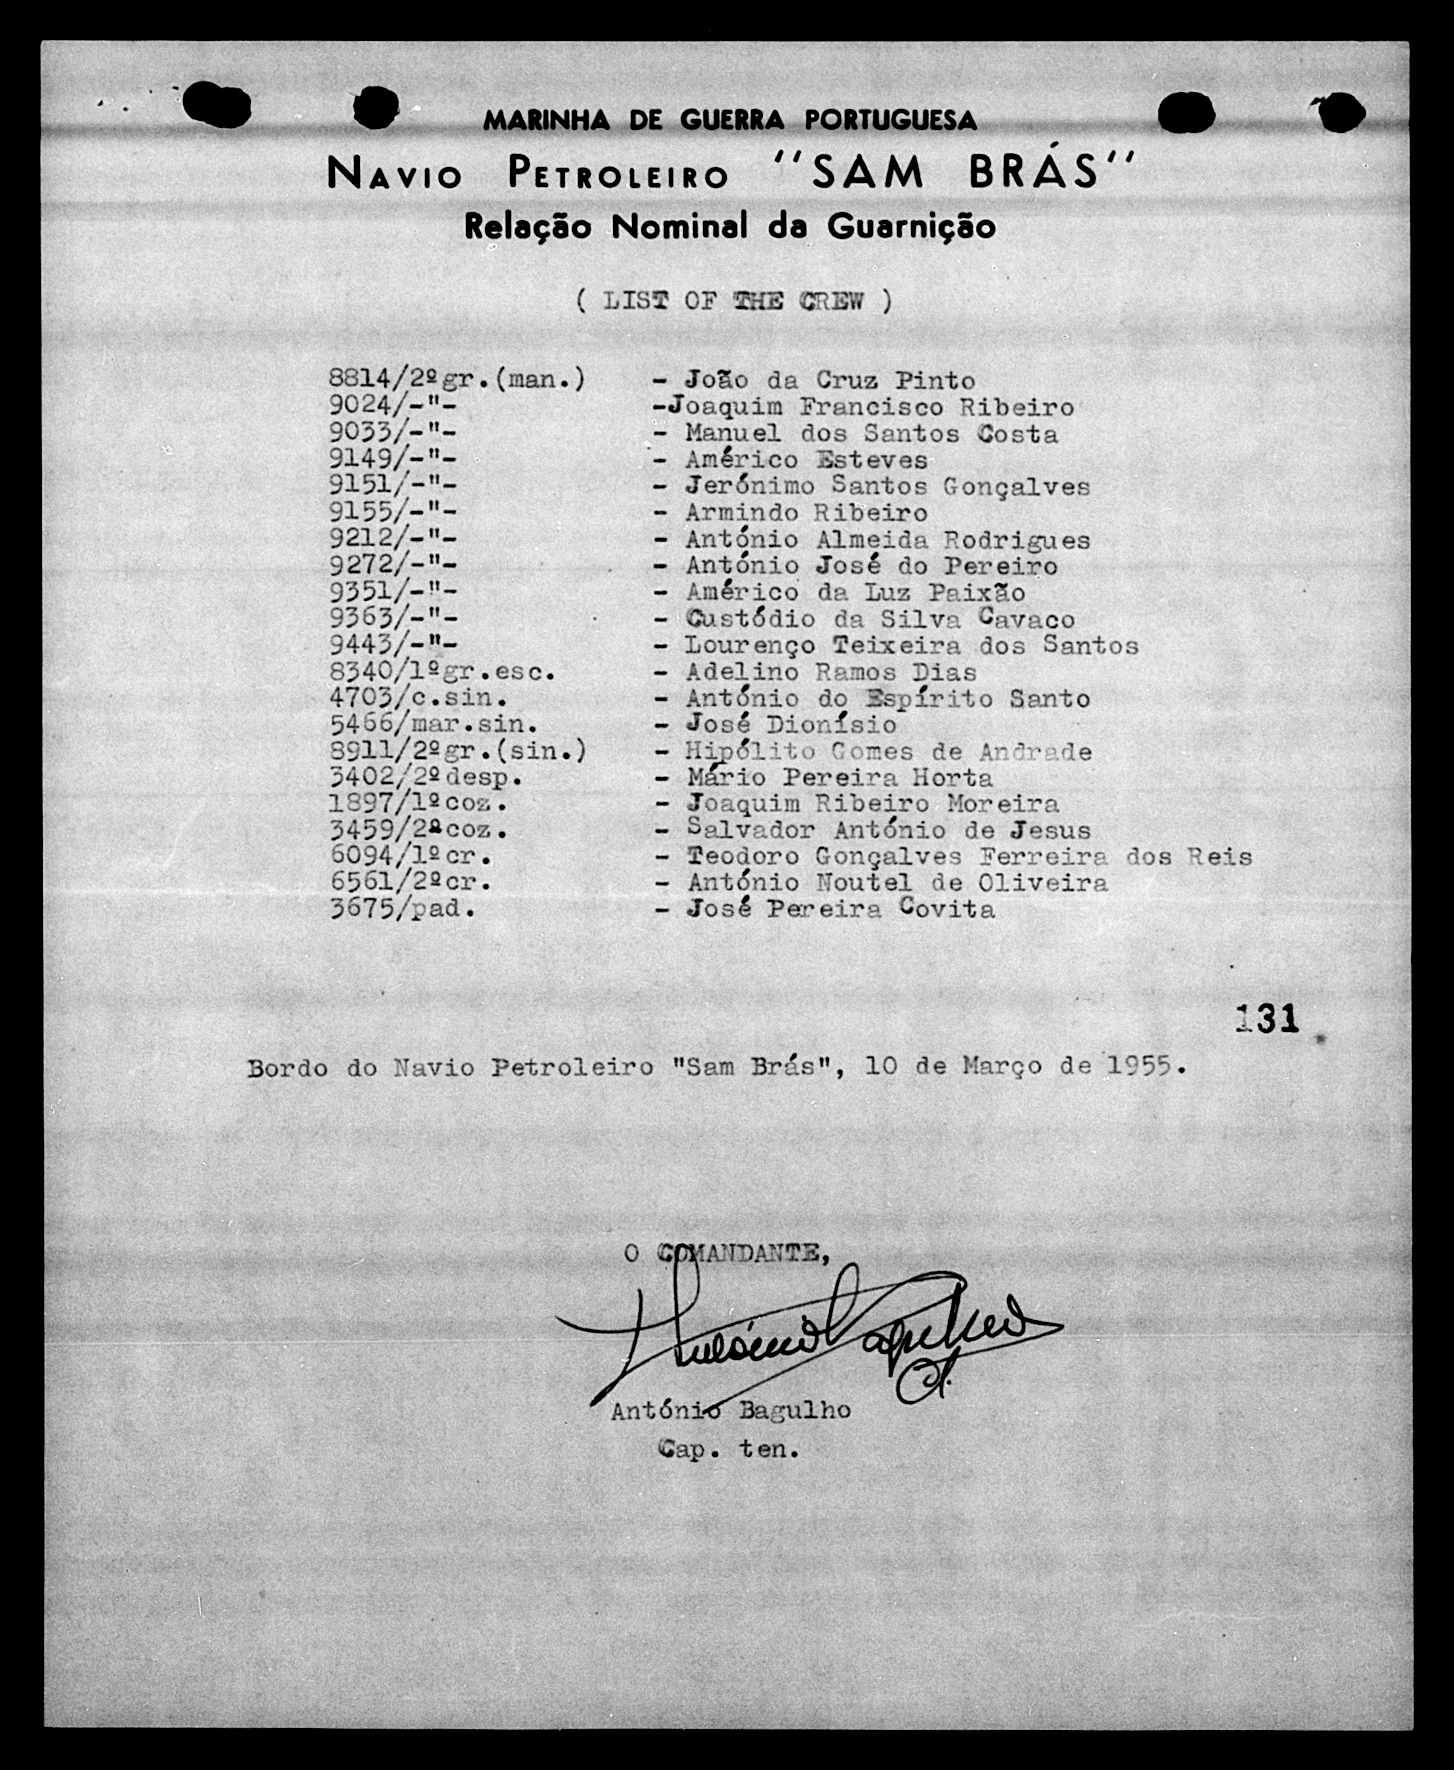 MARINHA DE GUERRA PORTUGUESA
NAVIO PETROLEIRO "SAM BRÁS"
Relação Nominal da Guarnição
( LIST OF THE CREW )
8814/2º gr.(man.) - João da Cruz Pinto
9024/-"- -Joaquim Francisco Ribeiro
9033/-"- - Manuel dos Santos Costa
9149/-"- - Américo Esteves
9151/-"- - Jerónimo Santos Gonçalves
9155/-"- - Armindo Ribeiro
9212/-"- - António Almeida Rodrigues
9272/-"- - António José do Pereiro
9351/-"- - Américo da Luz Paixão
9363/-"- - Custódio da Silva Cavaco
9443/-"- - Lourenço Teixeira dos Santos
8340/1ºgr.esc. - Adelino Ramos Dias
4703/c.sin. - António do Espírito Santo
5466/mar.sin. - José Dionísio
8911/2ºgr.(sin.) - Hipólito Gomes de Andrade
3402/2ºdesp. - Mário Pereira Horta
1897/1ºcoz. - Joaquim Ribeiro Moreira
3459/2ºcoz. - Salvador António de Jesus
6094/1ºcr. - Teodoro Gonçalves Ferreira dos Reis
6561/2ºcr. - António Noutel de Oliveira
3675/pad. - José Pereira Covita
131
Bordo do Navio Petroleiro "Sam Brás", 10 de Março de 1955.
O COMANDANTE,
António Bagulho
Ct.
António Bagulho
Cap. ten.